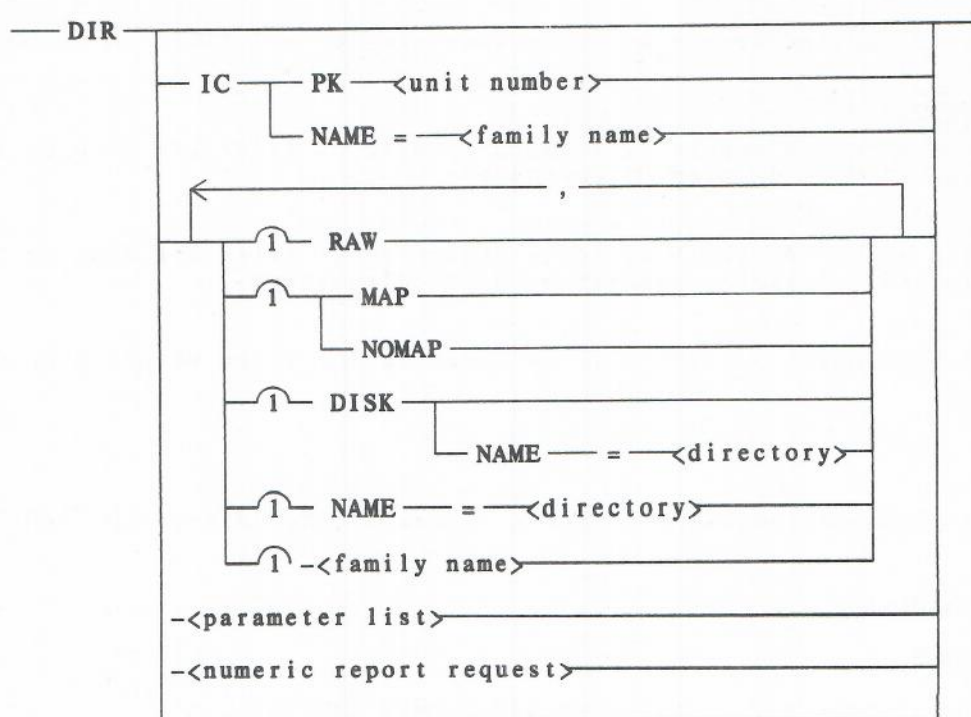 DIR
IC PK <unit number>
NAME = <family name>
,
1 RAW
1 MAP
NOMAP
1 DISK
NAME = <directory>
1 NAME = <directory>
1 -<family name>
-<parameter list>
-<numeric report request>